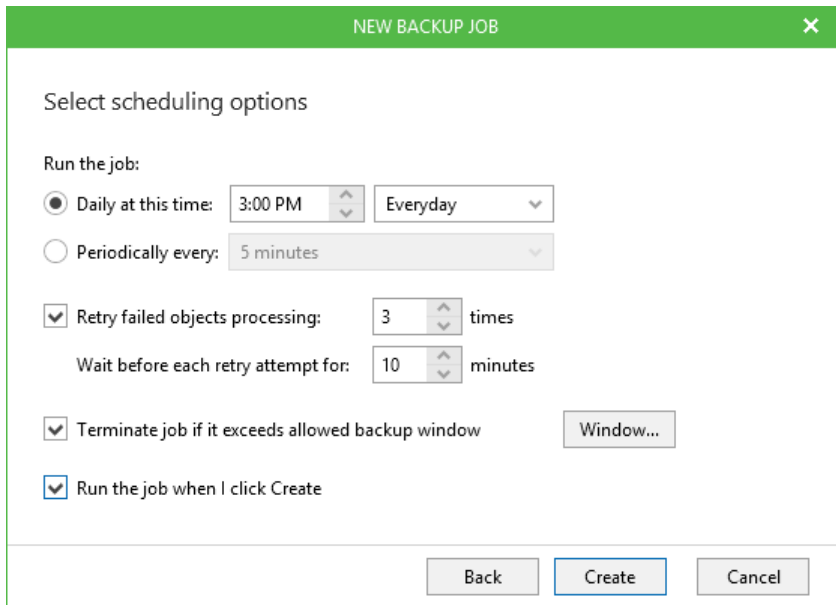 NEW BACKUP JOB
Select scheduling options
Run the job:
Daily at this time: 3:00 PM Everyday
Periodically every: 5 minutes
Retry failed objects processing: 3 times
Wait before each retry attempt for: 10 minutes
Terminate job if it exceeds allowed backup window Window...
Run the job when I click Create
Back Create Cancel